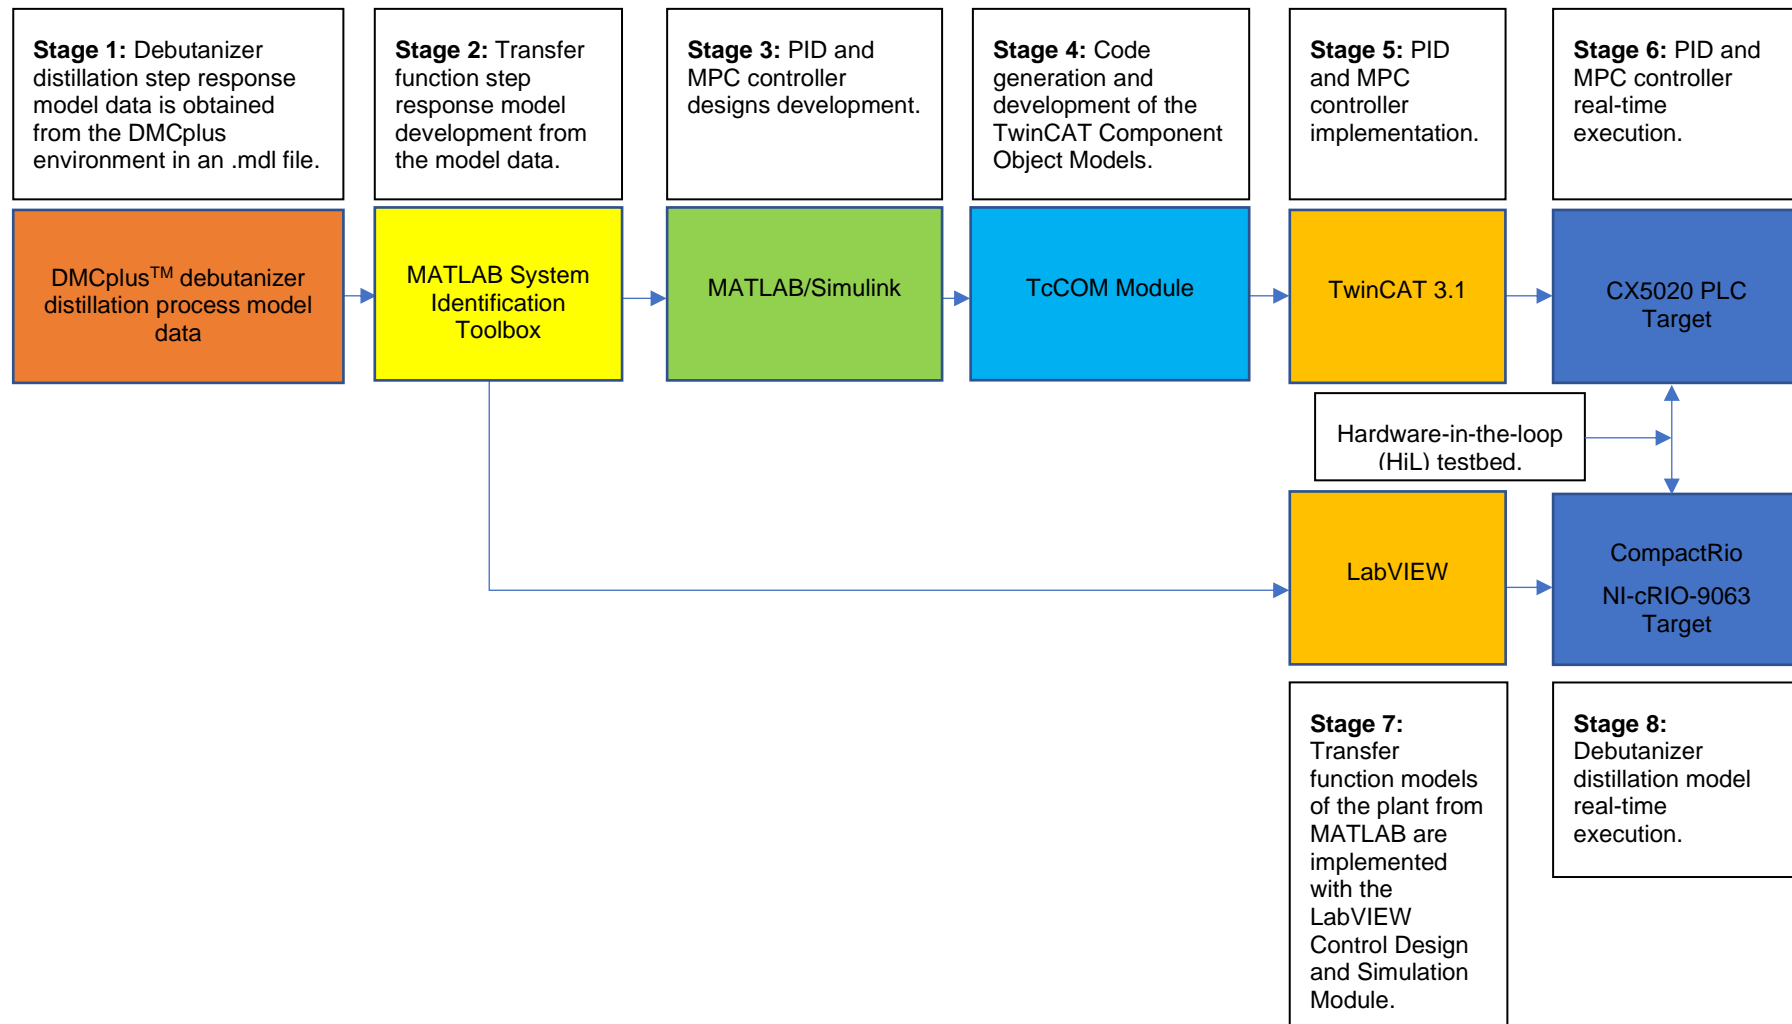 Stage 1: Debutanizer
distillation step response
model data is obtained
from the DMCplus
environment in an .mdl file.
Stage 2: Transfer
function step
response model
development from
the model data.
Stage 3: PID and
MPC controller
designs development.
Stage 4: Code
generation and
development of the
TwinCAT Component
Object Models.
Stage 5: PID
and MPC
controller
implementation.
Stage 6: PID and
MPC controller
real-time
execution.
DMCplus™ debutanizer
distillation process model
data
MATLAB System
Identification
Toolbox
MATLAB/Simulink
TcCOM Module
TwinCAT 3.1
CX5020 PLC
Target
Hardware-in-the-loop
(HiL) testbed.
LabVIEW
CompactRio
NI-cRIO-9063
Target
Stage 7:
Transfer
function models
of the plant from
MATLAB are
implemented
with the
LabVIEW
Control Design
and Simulation
Module.
Stage 8:
Debutanizer
distillation model
real-time
execution.